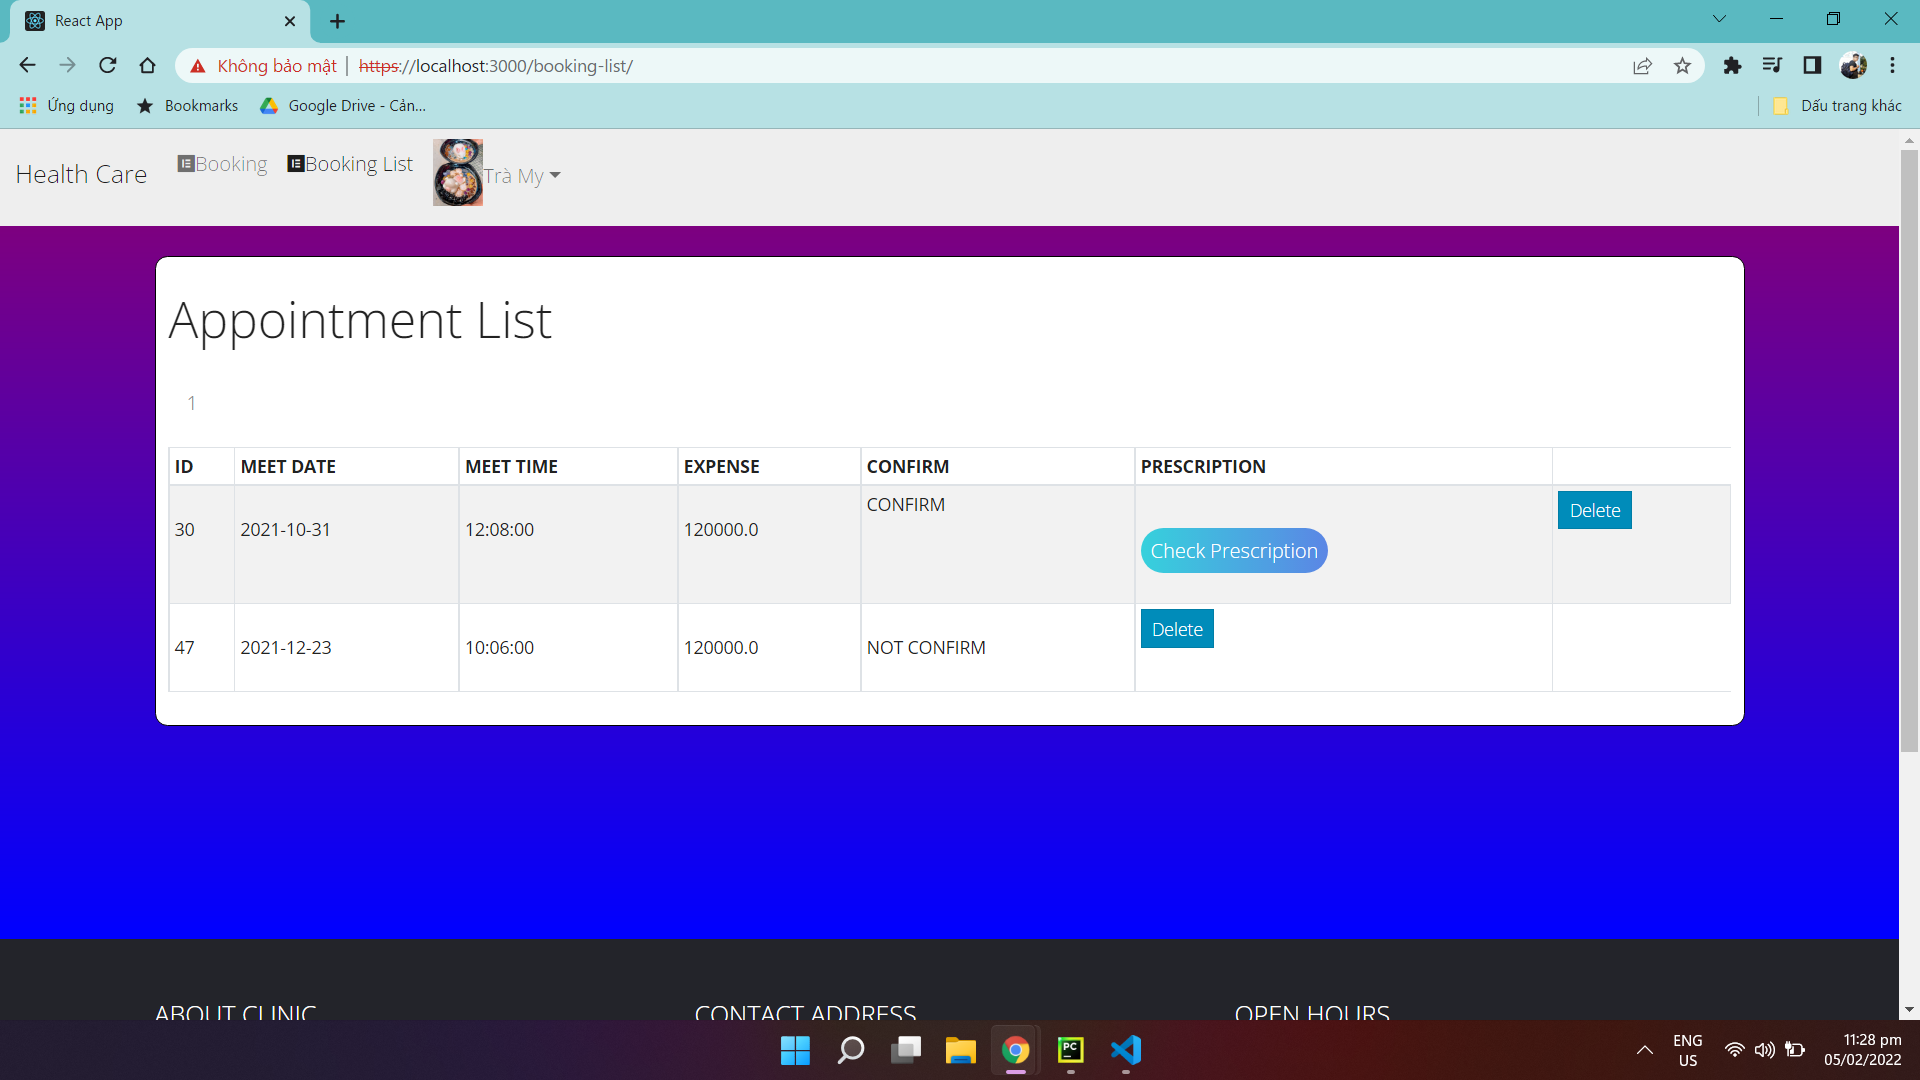 React App
Không bảo mật
https://localhost:3000/booking-list/
Ứng dụng
Bookmarks
Google Drive - Cản...
Dấu trang khác
Health Care
Booking
Booking List
Trà My
Appointment List
1
ID MEET DATE MEET TIME EXPENSE CONFIRM PRESCRIPTION
30 2021-10-31 12:08:00 120000.0 CONFIRM Check Prescription Delete
47 2021-12-23 10:06:00 120000.0 NOT CONFIRM Delete
ABOUT CLINIC
CONTACT ADDRESS
OPEN HOURS
PC
ENG
US
11:28 pm
05/02/2022